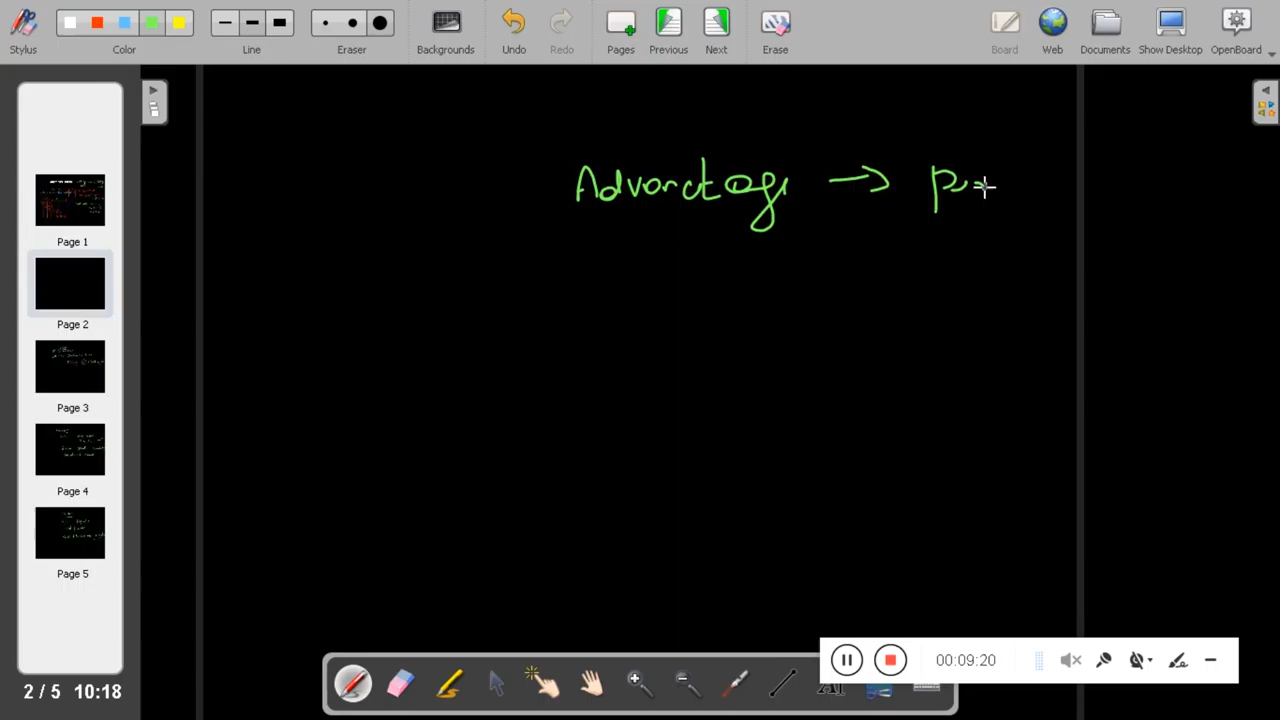 Stylus
Color
Line
Eraser
Backgrounds
Undo
Redo
Pages
Previous
Next
Erase
Board
Web
Documents
Show Desktop
OpenBoard
Advantage →
Page 1
Page 2
Page 3
Page 4
Page 5
2 / 5 10:18
00:09:20